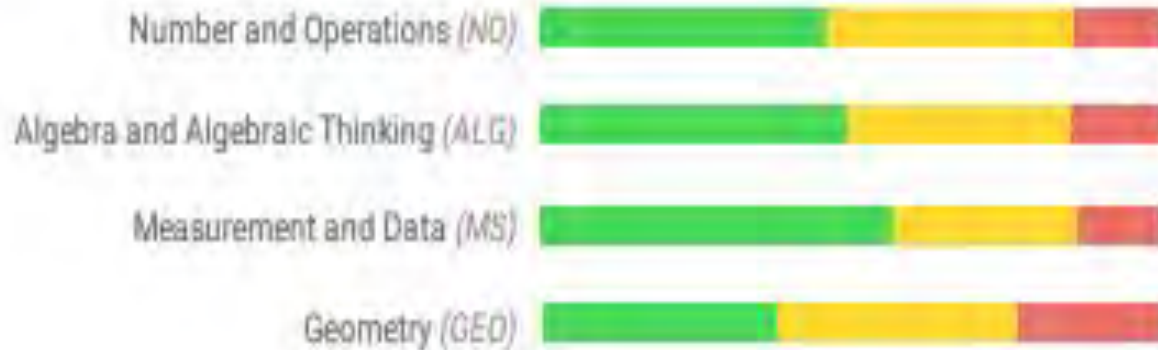 Number and Operations (NO)
Algebra and Algebraic Thinking (ALG)
Measurement and Data (MS)
Geometry (GEO)